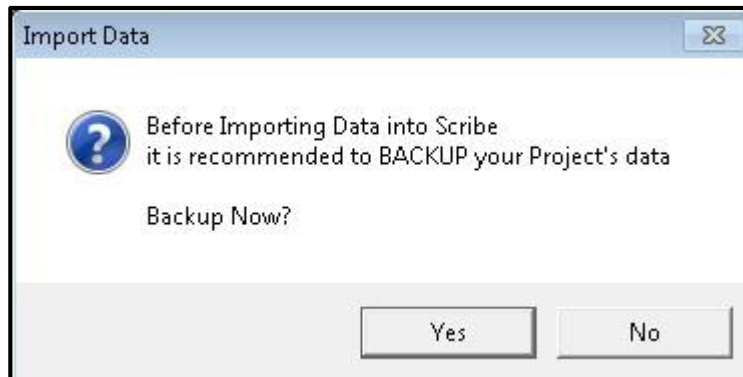 Import Data
Before Importing Data into Scribe
it is recommended to BACKUP your Project's data
Backup Now?
Yes No